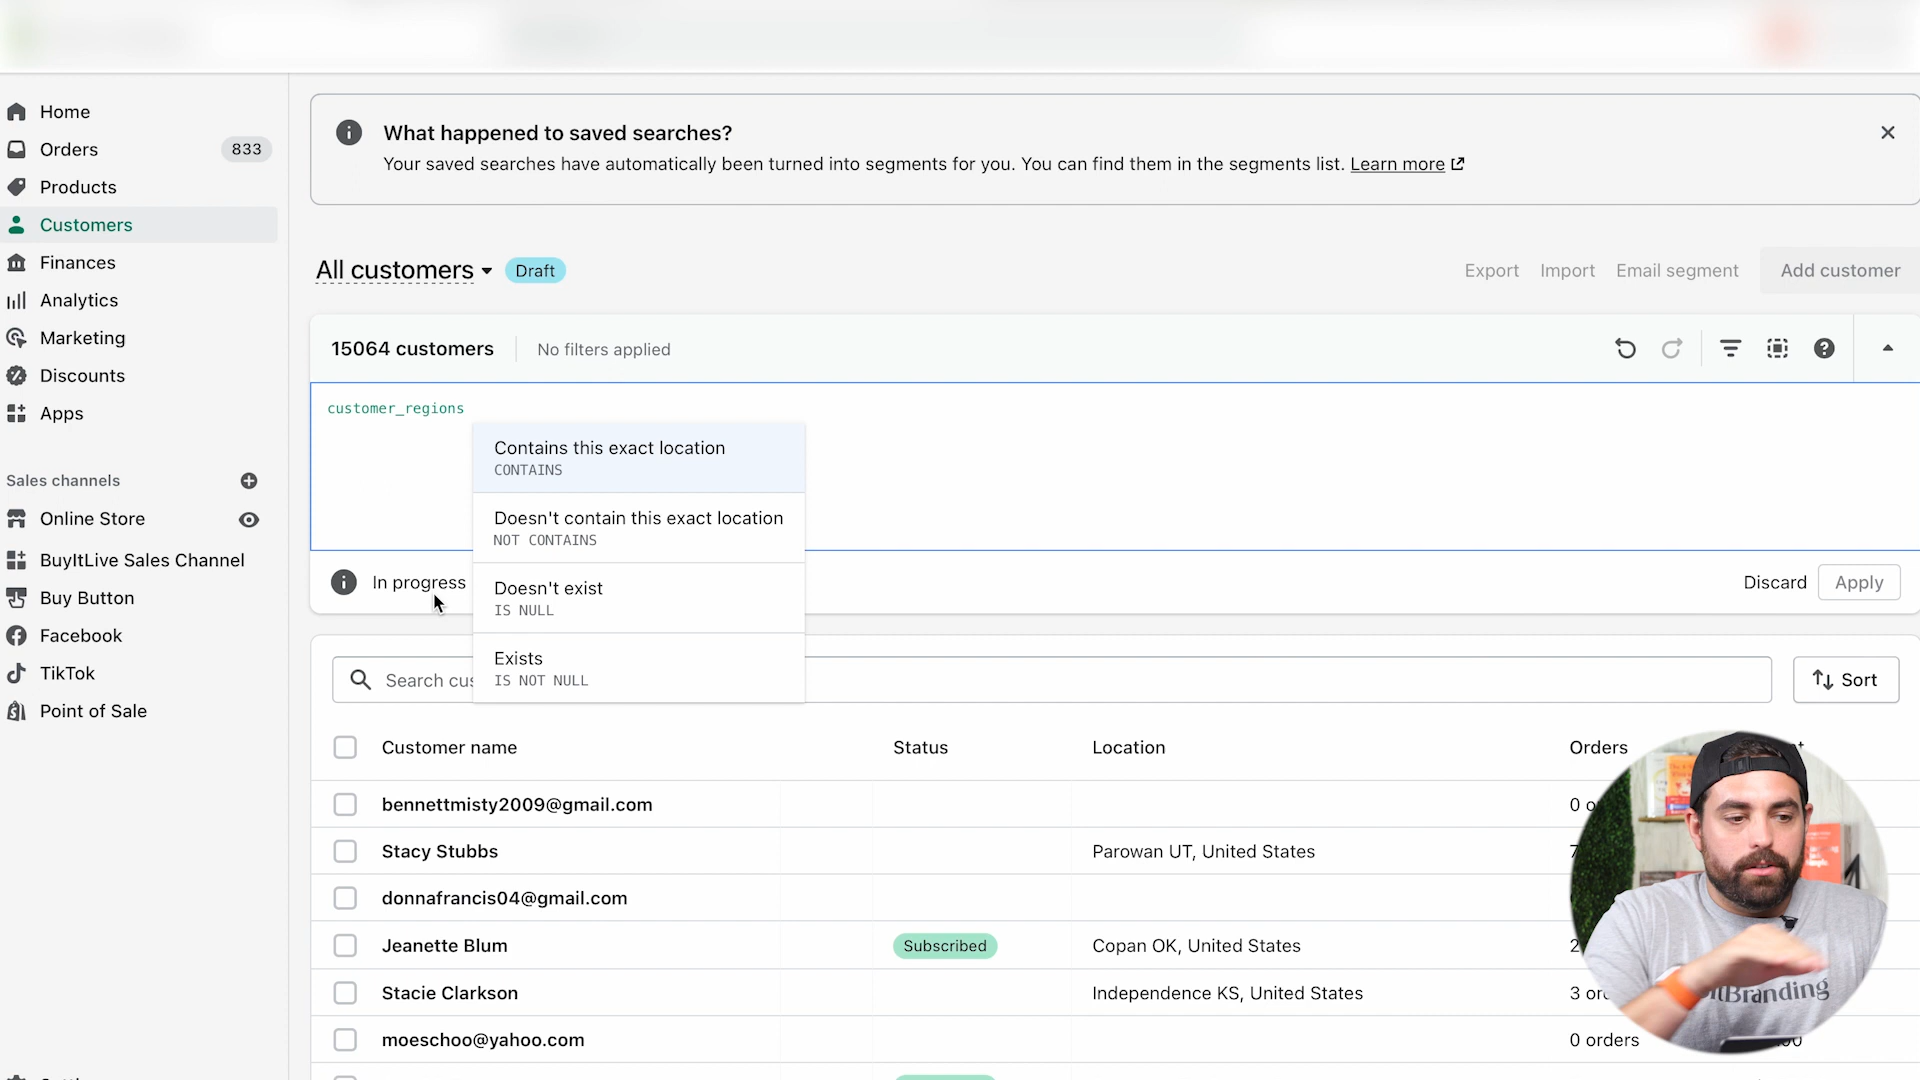 Home
Orders
833
Products
Customers
Finances
Analytics
Marketing
Discounts
Apps
Sales channels
Online Store
BuyItLive Sales Channel
Buy Button
Facebook
TikTok
Point of Sale
What happened to saved searches?
Your saved searches have automatically been turned into segments for you. You can find them in the segments list. Learn more
All customers
Draft
Export
Import
Email segment
Add customer
15064 customers
No filters applied
customer_regions
Contains this exact location
CONTAINS
Doesn't contain this exact location
NOT CONTAINS
Doesn't exist
IS NULL
Exists
IS NOT NULL
In progress
Discard
Apply
Search
Sort
Customer name
Status
Location
Orders
bennettmisty2009@gmail.com
0
Stacy Stubbs
Parowan UT, United States
7
donnafrancis04@gmail.com
Jeanette Blum
Subscribed
Copan OK, United States
2
Stacie Clarkson
Independence KS, United States
3
moeschoo@yahoo.com
0 orders